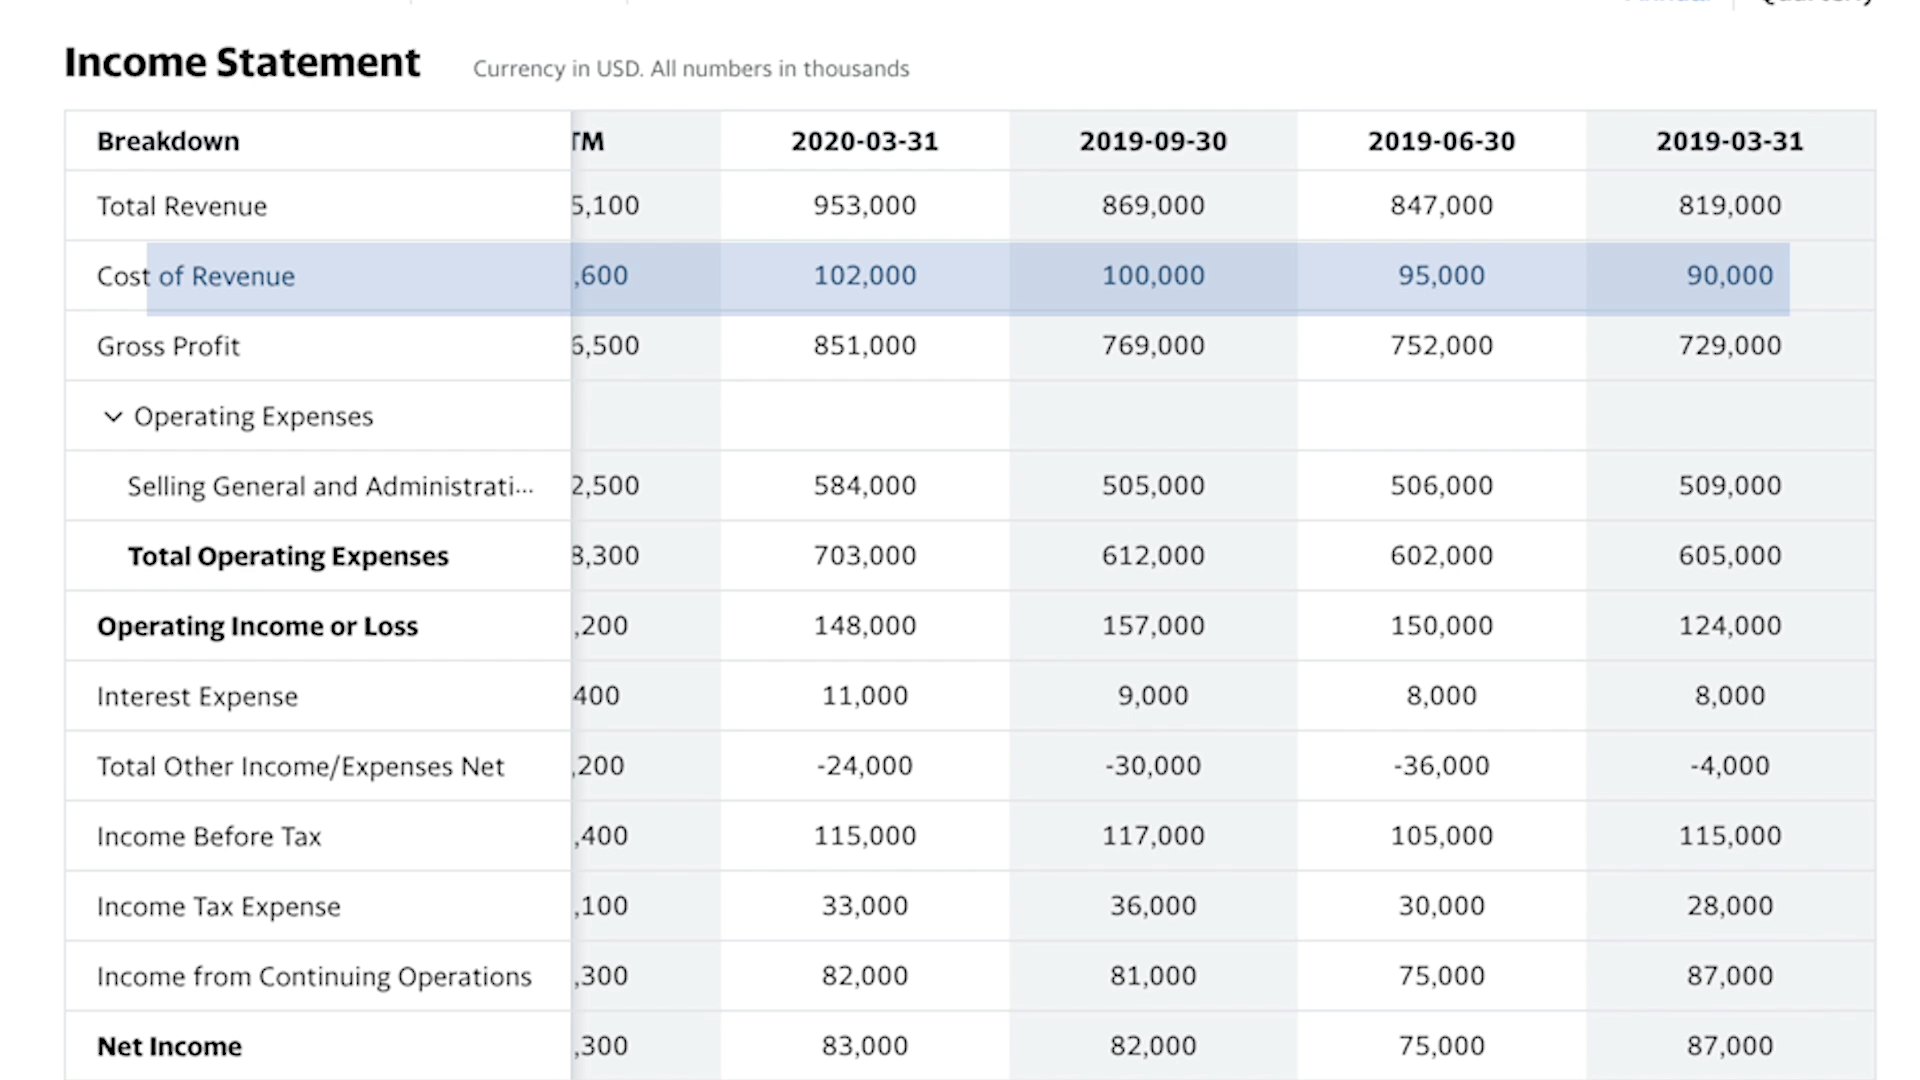 Income Statement Currency in USD. All numbers in thousands
Breakdown TM 2020-03-31 2019-09-30 2019-06-30 2019-03-31
Total Revenue 5,100 953,000 869,000 847,000 819,000
Cost of Revenue ,600 102,000 100,000 95,000 90,000
Gross Profit 6,500 851,000 769,000 752,000 729,000
Operating Expenses
Selling General and Administrati... 2,500 584,000 505,000 506,000 509,000
Total Operating Expenses 8,300 703,000 612,000 602,000 605,000
Operating Income or Loss ,200 148,000 157,000 150,000 124,000
Interest Expense 400 11,000 9,000 8,000 8,000
Total Other Income/Expenses Net ,200 -24,000 -30,000 -36,000 -4,000
Income Before Tax ,400 115,000 117,000 105,000 115,000
Income Tax Expense ,100 33,000 36,000 30,000 28,000
Income from Continuing Operations ,300 82,000 81,000 75,000 87,000
Net Income ,300 83,000 82,000 75,000 87,000